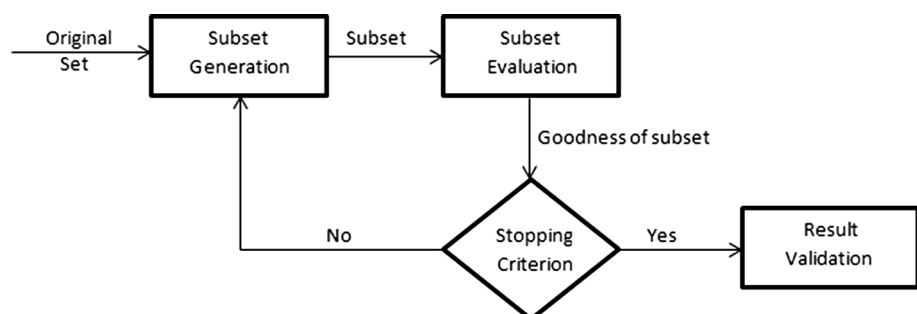 Original
Set
Subset
Generation
Subset
Subset
Evaluation
Goodness of subset
No
Stopping
Criterion
Yes
Result
Validation